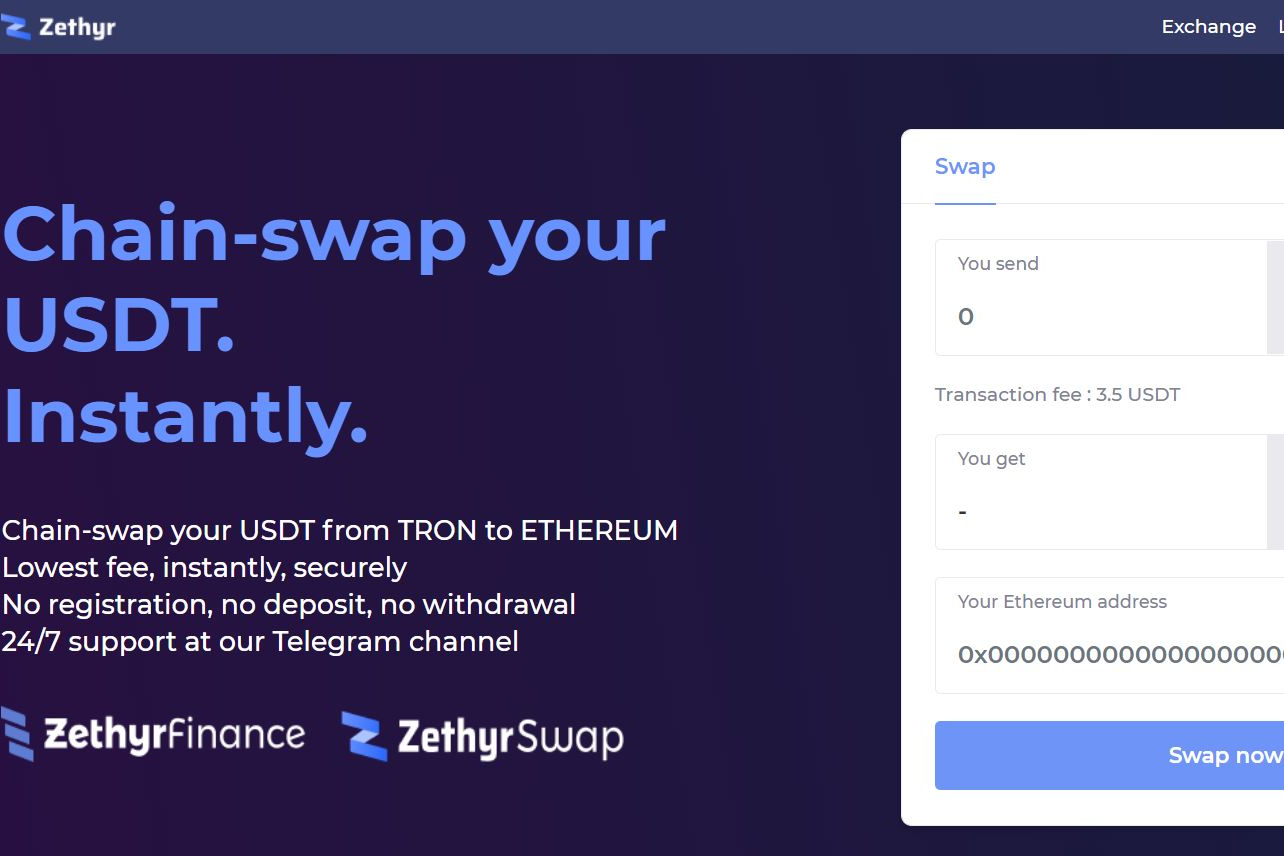 Zethyr
Exchange
Swap
Chain-swap your
USDT.
Instantly.
You send
0
Transaction fee : 3.5 USDT
You get
-
Your Ethereum address
Swap now
Chain-swap your USDT from TRON to ETHEREUM
Lowest fee, instantly, securely
No registration, no deposit, no withdrawal
24/7 support at our Telegram channel
ZethyrFinance
ZethyrSwap